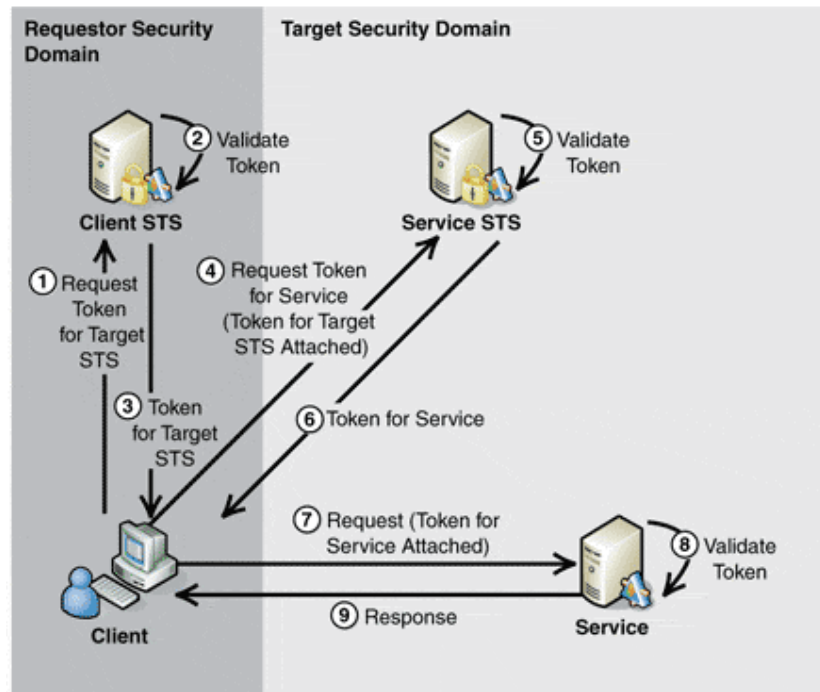 Requestor Security
Domain
Target Security Domain
2 Validate
Token
5 Validate
Token
Client STS
Service STS
1 Request
Token
for Target
STS
4 Request Token
for Service
(Token for Target
STS Attached)
3 Token
for Target
STS
6 Token for Service
7 Request (Token for
Service Attached)
8 Validate
Token
9 Response
Client
Service